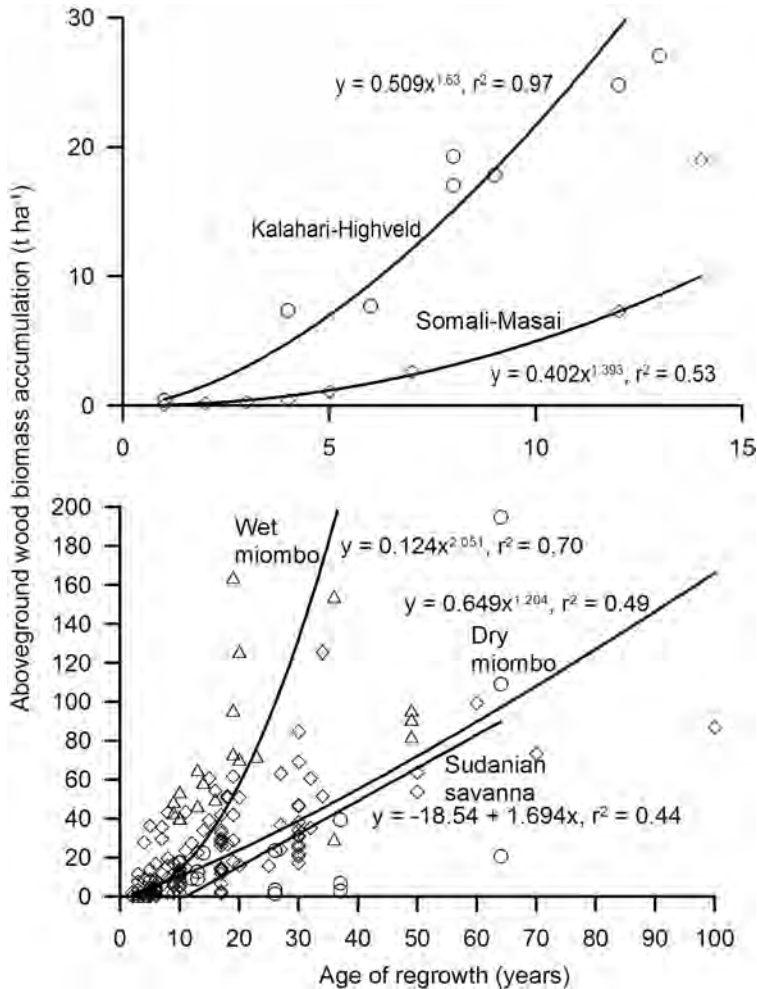 Aboveground wood biomass accumulation (t ha⁻¹)
30
y = 0.509x^1.63, r² = 0.97
20
Kalahari-Highveld
10
Somali-Masai
y = 0.402x^1.393, r² = 0.53
0
0 5 10 15
200
Wet
miombo
180
y = 0.124x^2.051, r² = 0.70
160
y = 0.649x^1.204, r² = 0.49
140
Dry
miombo
120
100
80
Sudanian
savanna
60
y = -18.54 + 1.694x, r² = 0.44
40
20
0
0 10 20 30 40 50 60 70 80 90 100
Age of regrowth (years)